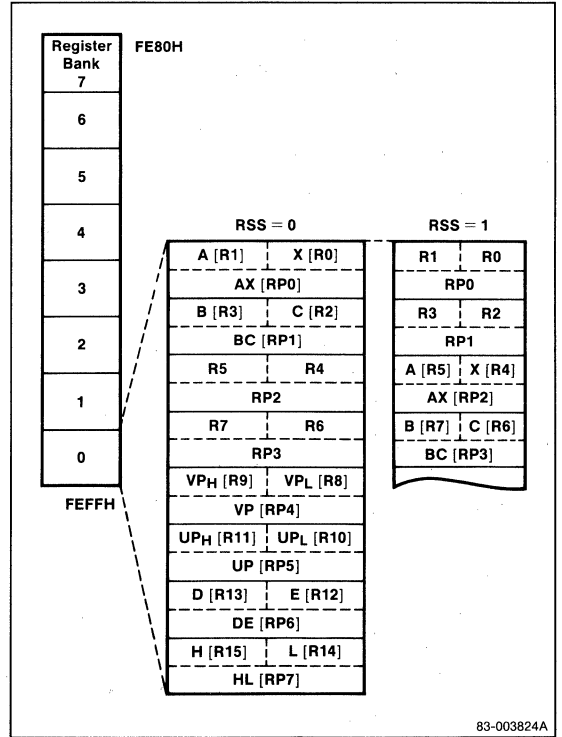 Register Bank 7
FE80H
6
5
4
3
2
1
0
FEFFH
RSS = 0
A [R1] X [R0]
AX [RP0]
B [R3] C [R2]
BC [RP1]
R5 R4
RP2
R7 R6
RP3
VPH [R9] VPL [R8]
VP [RP4]
UPH [R11] UPL [R10]
UP [RP5]
D [R13] E [R12]
DE [RP6]
H [R15] L [R14]
HL [RP7]
RSS = 1
R1 R0
RP0
R3 R2
RP1
A [R5] X [R4]
AX [RP2]
B [R7] C [R6]
BC [RP3]
83-003824A